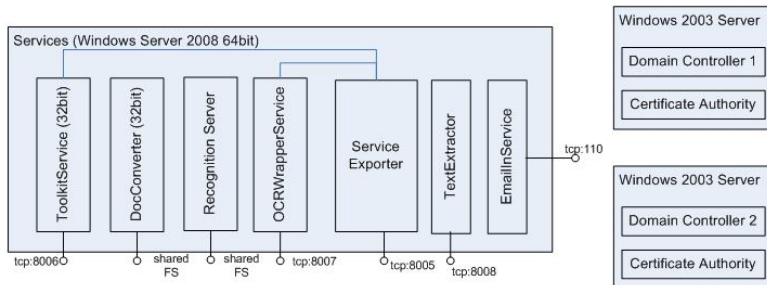 Services (Windows Server 2008 64bit)
ToolkitService (32bit)
DocConverter (32bit)
Recognition Server
OCRWrapperService
Service
Exporter
TextExtractor
EmailInService
tcp:110
tcp:8006
shared
FS
shared
FS
tcp:8007
tcp:8005
tcp:8008
Windows 2003 Server
Domain Controller 1
Certificate Authority
Windows 2003 Server
Domain Controller 2
Certificate Authority